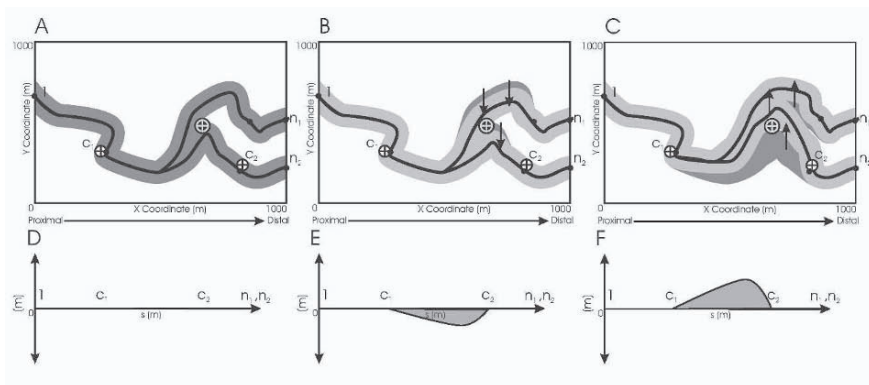 A
B
C
1000
1000
1000
Y Coordinate (m)
Y Coordinate (m)
Y Coordinate (m)
1
1
1
C1
C1
C1
C2
C2
C2
n1
n1
n1
n2
n2
n2
0
X Coordinate (m)
1000
0
X Coordinate (m)
1000
0
X Coordinate (m)
1000
Proximal
Distal
Proximal
Distal
Proximal
Distal
D
E
F
1
C1
C2
n1,n2
1
C1
C2
n1,n2
1
C1
C2
n1,n2
(m)
0
s (m)
(m)
0
s (m)
(m)
0
s (m)